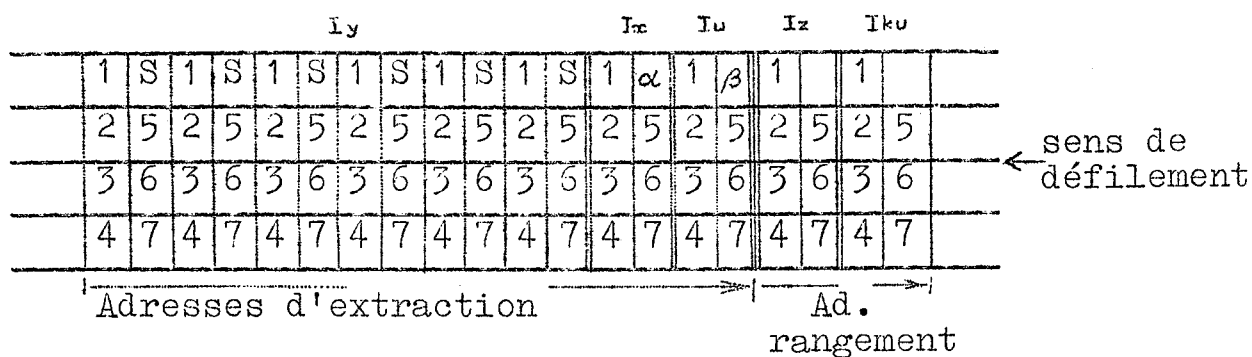 Iy Ix Iu Iz Iku
1 S 1 S 1 S 1 S 1 S 1 S 1 α 1 β 1 1
2 5 2 5 2 5 2 5 2 5 2 5 2 5 2 5 2 5 2 5
3 6 3 6 3 6 3 6 3 6 3 6 3 6 3 6 3 6 3 6
4 7 4 7 4 7 4 7 4 7 4 7 4 7 4 7 4 7 4 7
sens de
défilement
Adresses d'extraction Ad.
rangement